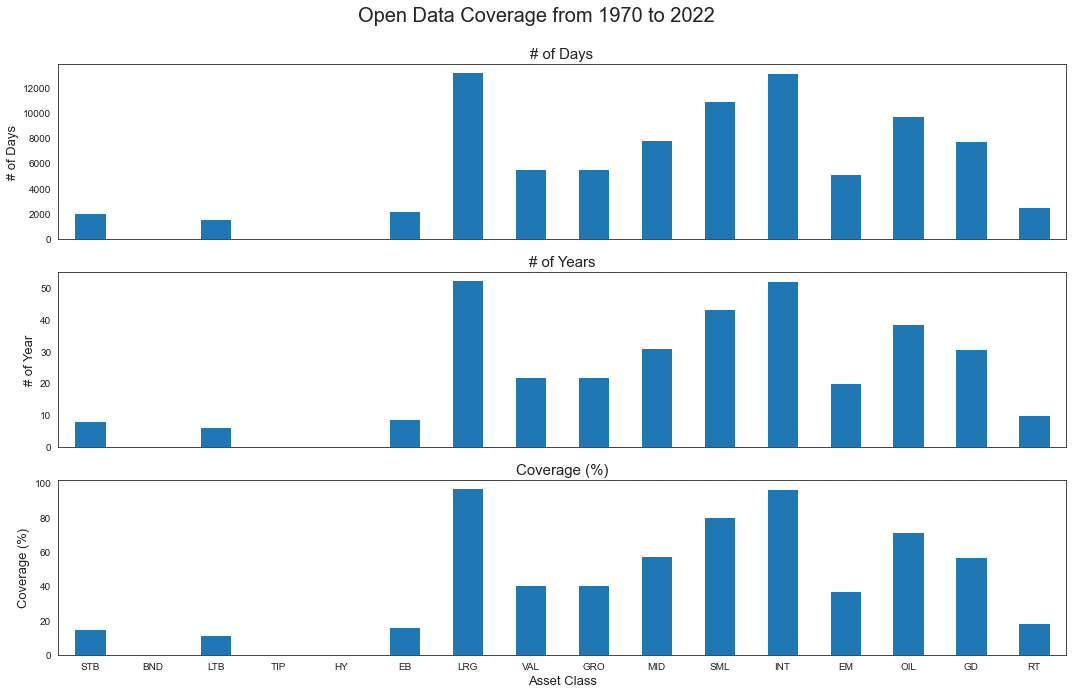 Open Data Coverage from 1970 to 2022
# of Days
# of Days
12000
10000
8000
6000
4000
2000
0
# of Years
# of Year
50
40
30
20
10
0
Coverage (%)
Coverage (%)
100
80
60
40
20
0
STB BND LTB TIP HY EB LRG VAL GRO MID SML INT EM OIL GD RT
Asset Class